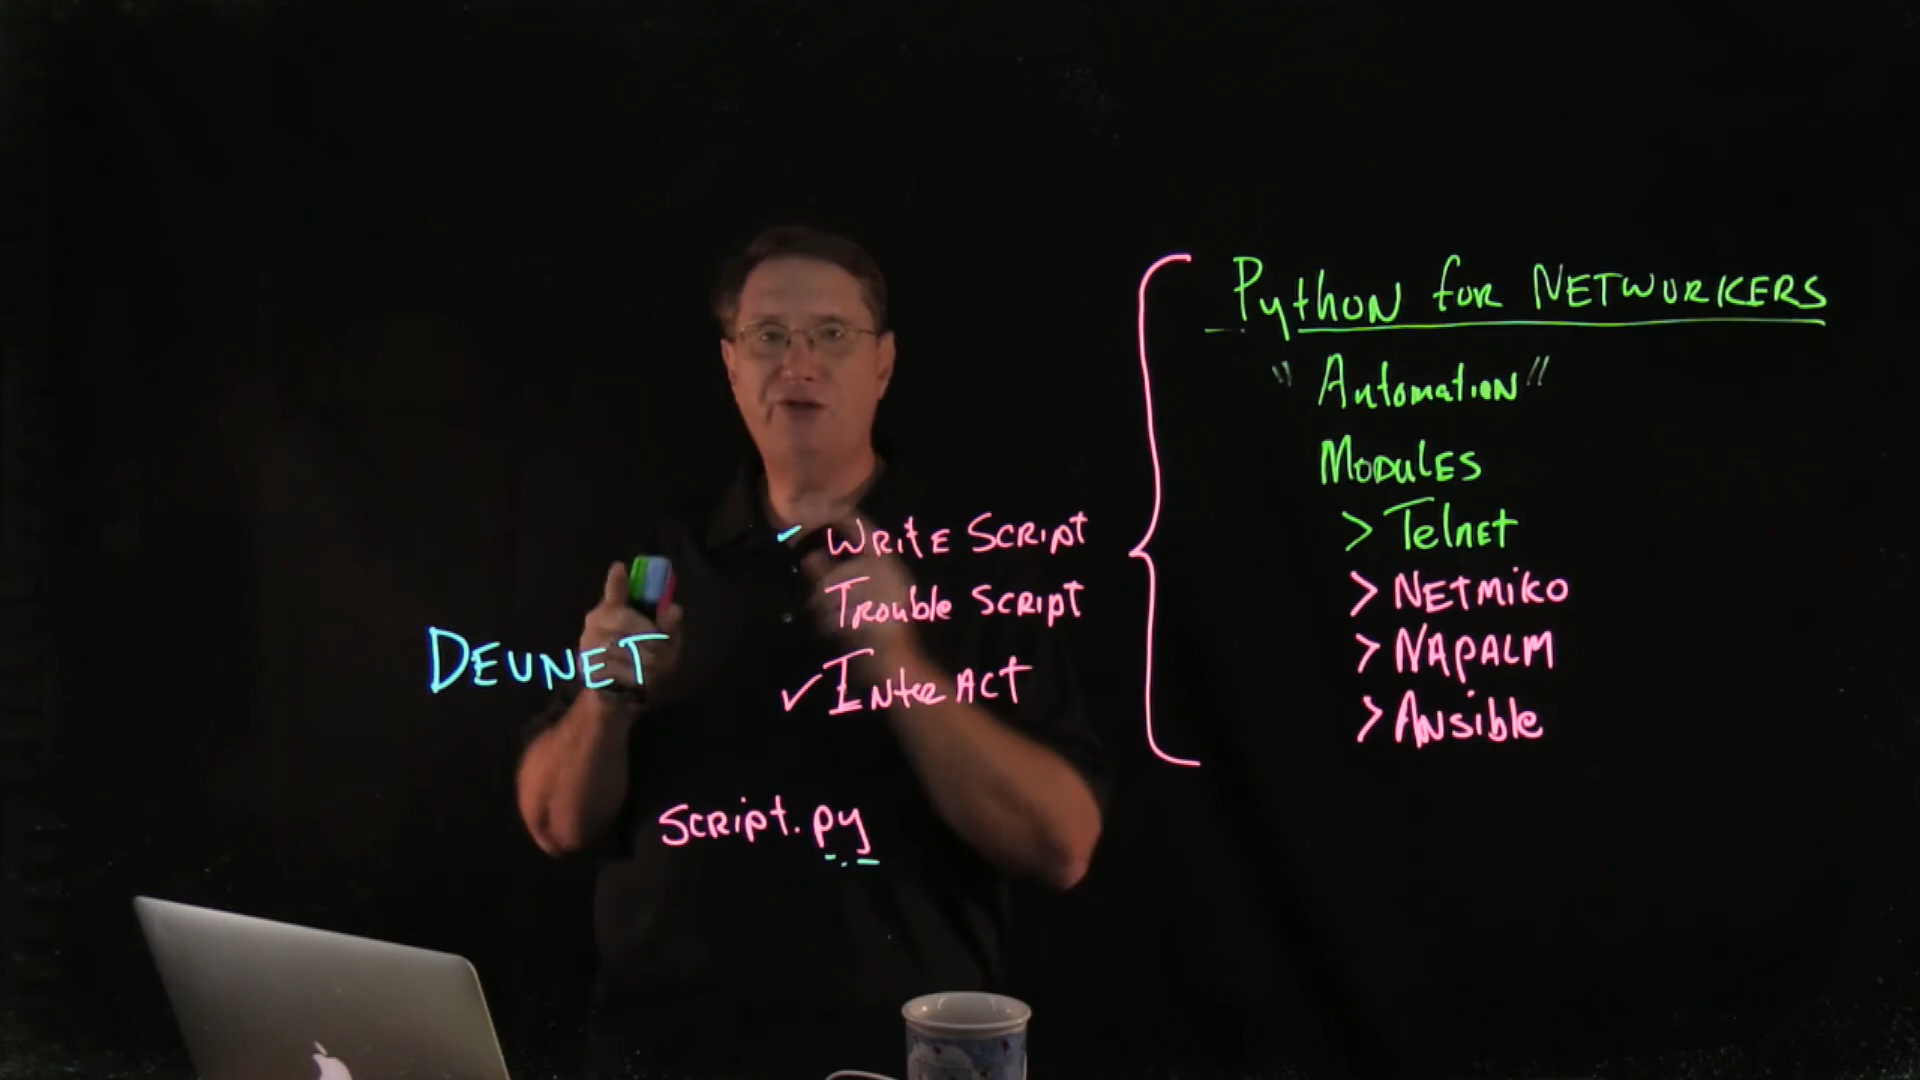 Python for NETWORKERS
"Automation"
MODULES
> Telnet
> NETMIKO
> NAPALM
> ANsible
✓ WRITE SCRIPT
TROUBLE SCRIPT
✓ INTERACT
DEVNET
SCRIPT.py